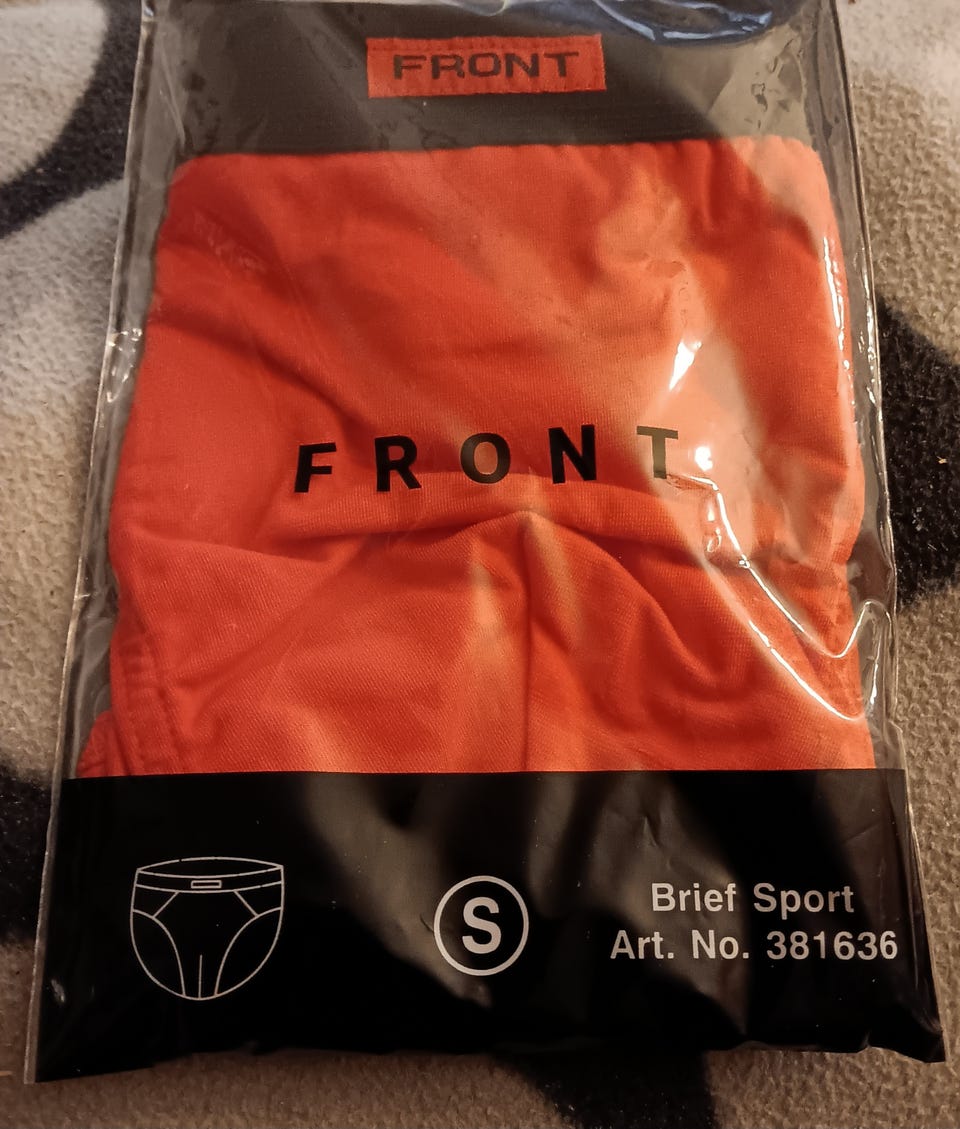 FRONT
FRONT
S
Brief Sport
Art. No. 381636